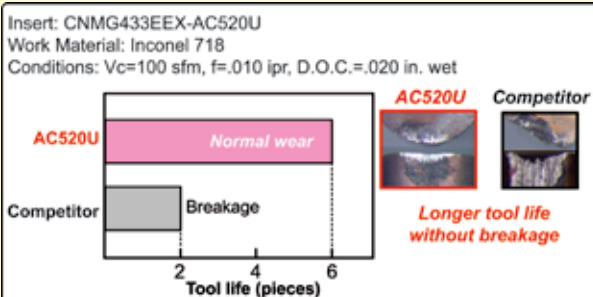 Insert: CNMG433EEX-AC520U
Work Material: Inconel 718
Conditions: Vc=100 sfm, f=.010 ipr, D.O.C.=.020 in. wet
AC520U
Normal wear
Competitor
Breakage
2 4 6
Tool life (pieces)
AC520U Competitor
Longer tool life
without breakage